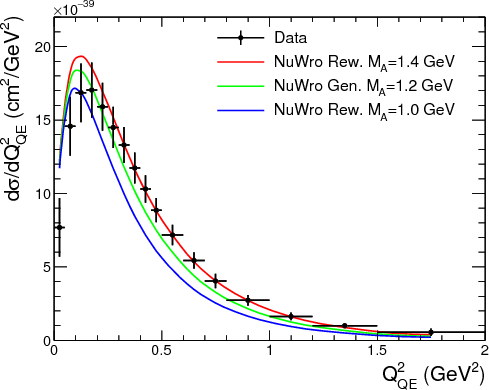 ×10⁻³⁹
dσ/dQ²QE (cm²/GeV²)
20
15
10
5
0
Data
NuWro Rew. MA=1.4 GeV
NuWro Gen. MA=1.2 GeV
NuWro Rew. MA=1.0 GeV
0 0.5 1 1.5 2
Q²QE (GeV²)